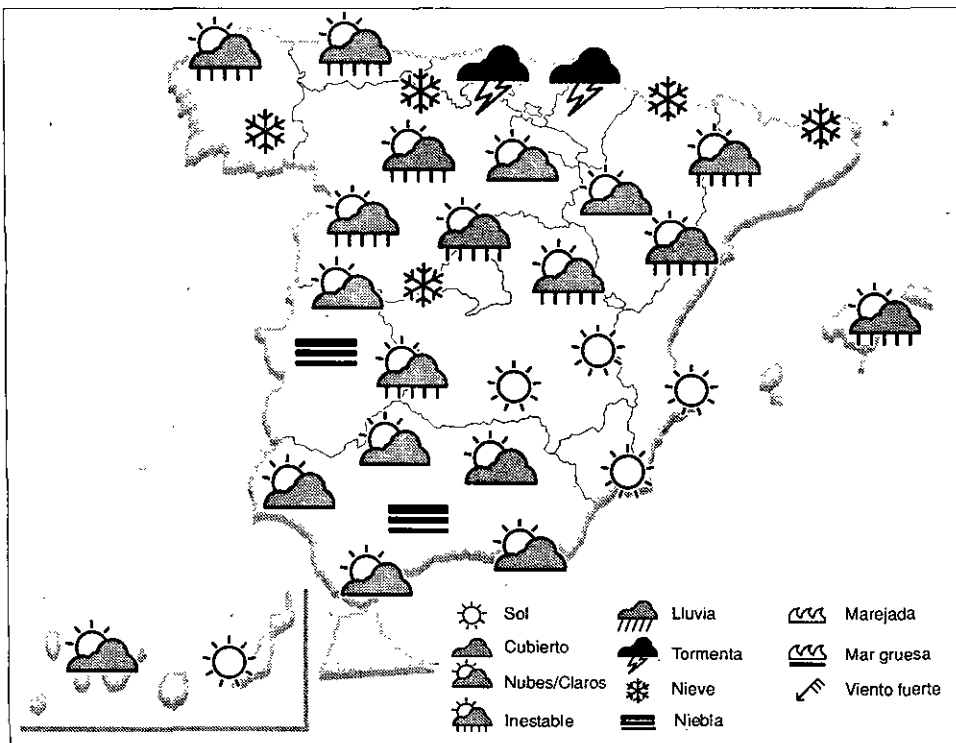 Sol
Cubierto
Nubes/Claros
Inestable
Lluvia
Tormenta
Nieve
Niebla
Marejada
Mar gruesa
Viento fuerte